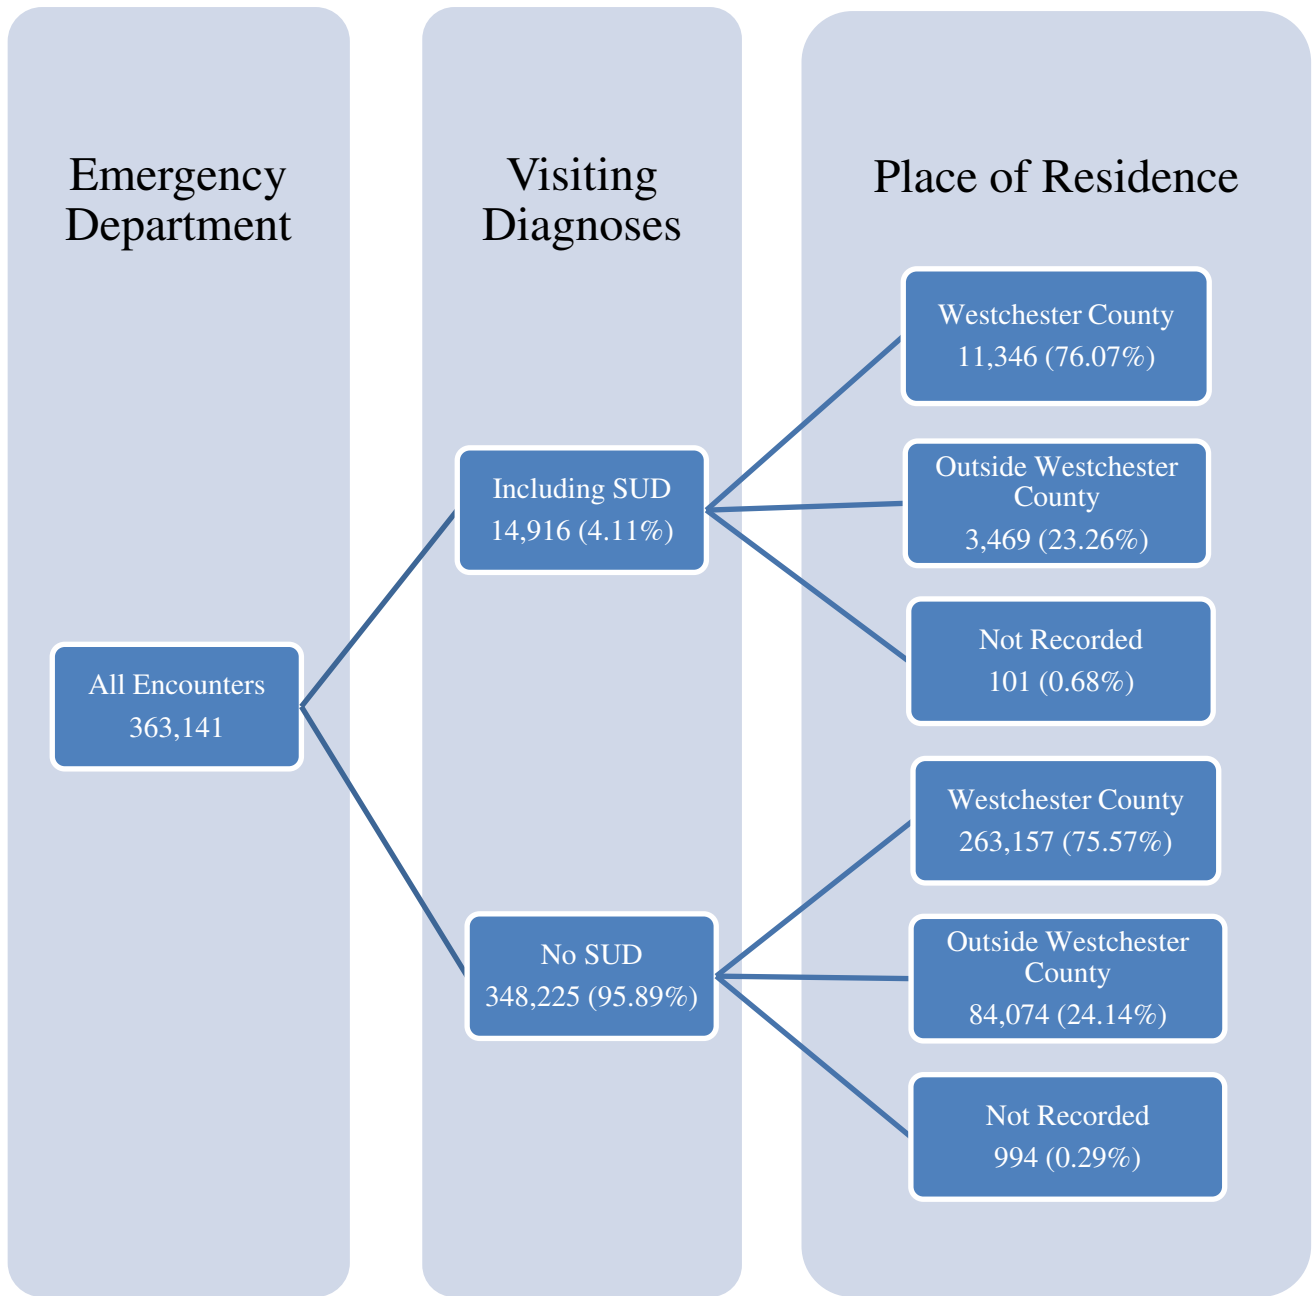 Emergency
Department
Visiting
Diagnoses
Place of Residence
All Encounters
363,141
Including SUD
14,916 (4.11%)
No SUD
348,225 (95.89%)
Westchester County
11,346 (76.07%)
Outside Westchester
County
3,469 (23.26%)
Not Recorded
101 (0.68%)
Westchester County
263,157 (75.57%)
Outside Westchester
County
84,074 (24.14%)
Not Recorded
994 (0.29%)